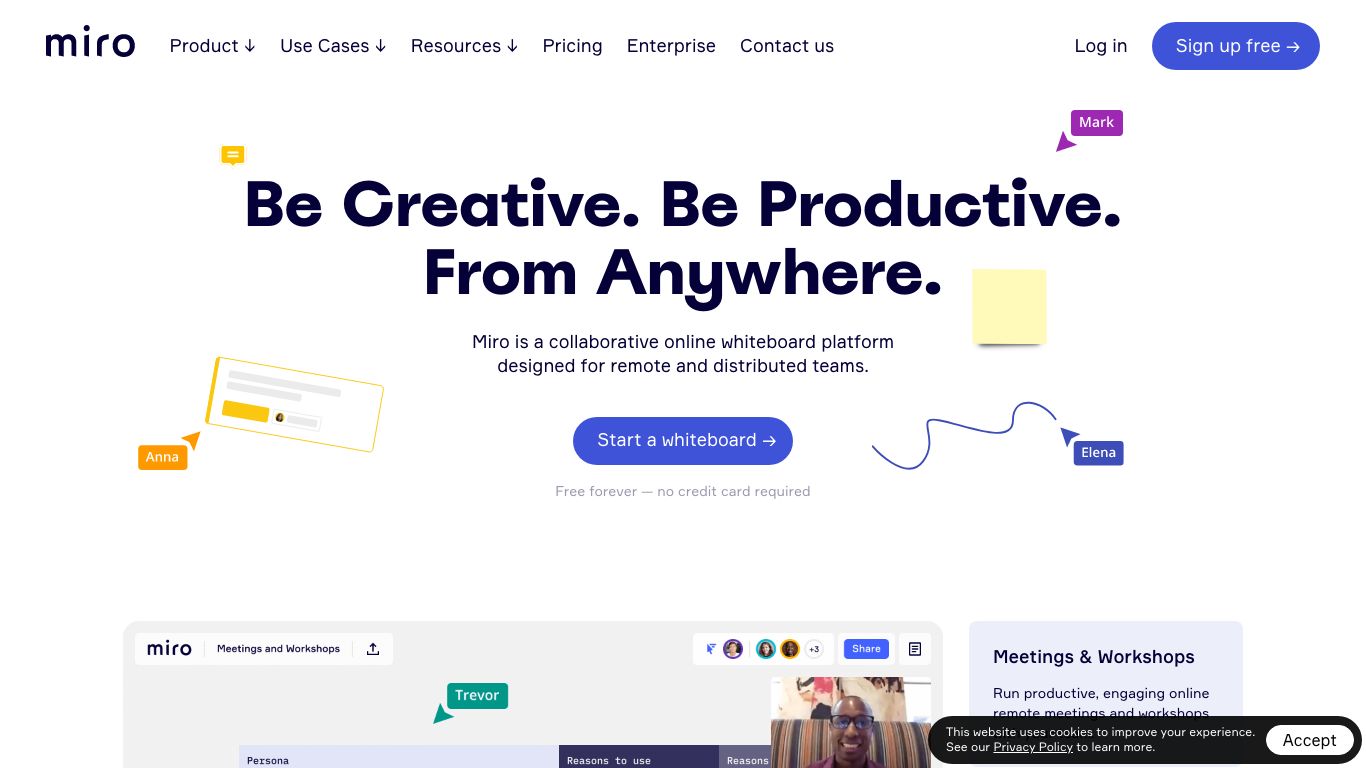 miro
Product ↓ Use Cases ↓ Resources ↓ Pricing Enterprise Contact us Log in Sign up free →
Mark
Be Creative. Be Productive.
From Anywhere.
Miro is a collaborative online whiteboard platform
designed for remote and distributed teams.
Start a whiteboard →
Free forever — no credit card required
Anna
Elena
miro Meetings and Workshops +3 Share
Trevor
Persona Reasons to use Reasons
Meetings & Workshops
Run productive, engaging online
remote meetings and workshops
This website uses cookies to improve your experience.
See our Privacy Policy to learn more.
Accept